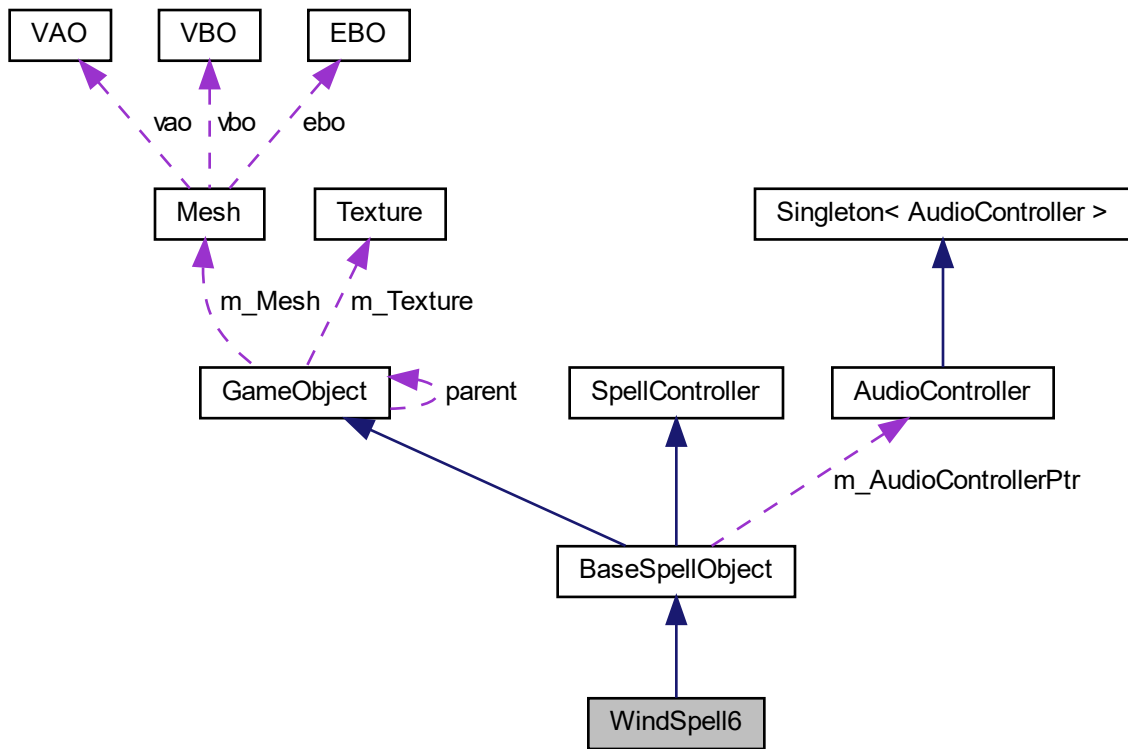 VAO
VBO
EBO
vao
vbo
ebo
Mesh
Texture
Singleton< AudioController >
m_Mesh
m_Texture
GameObject
parent
SpellController
AudioController
m_AudioControllerPtr
BaseSpellObject
WindSpell6